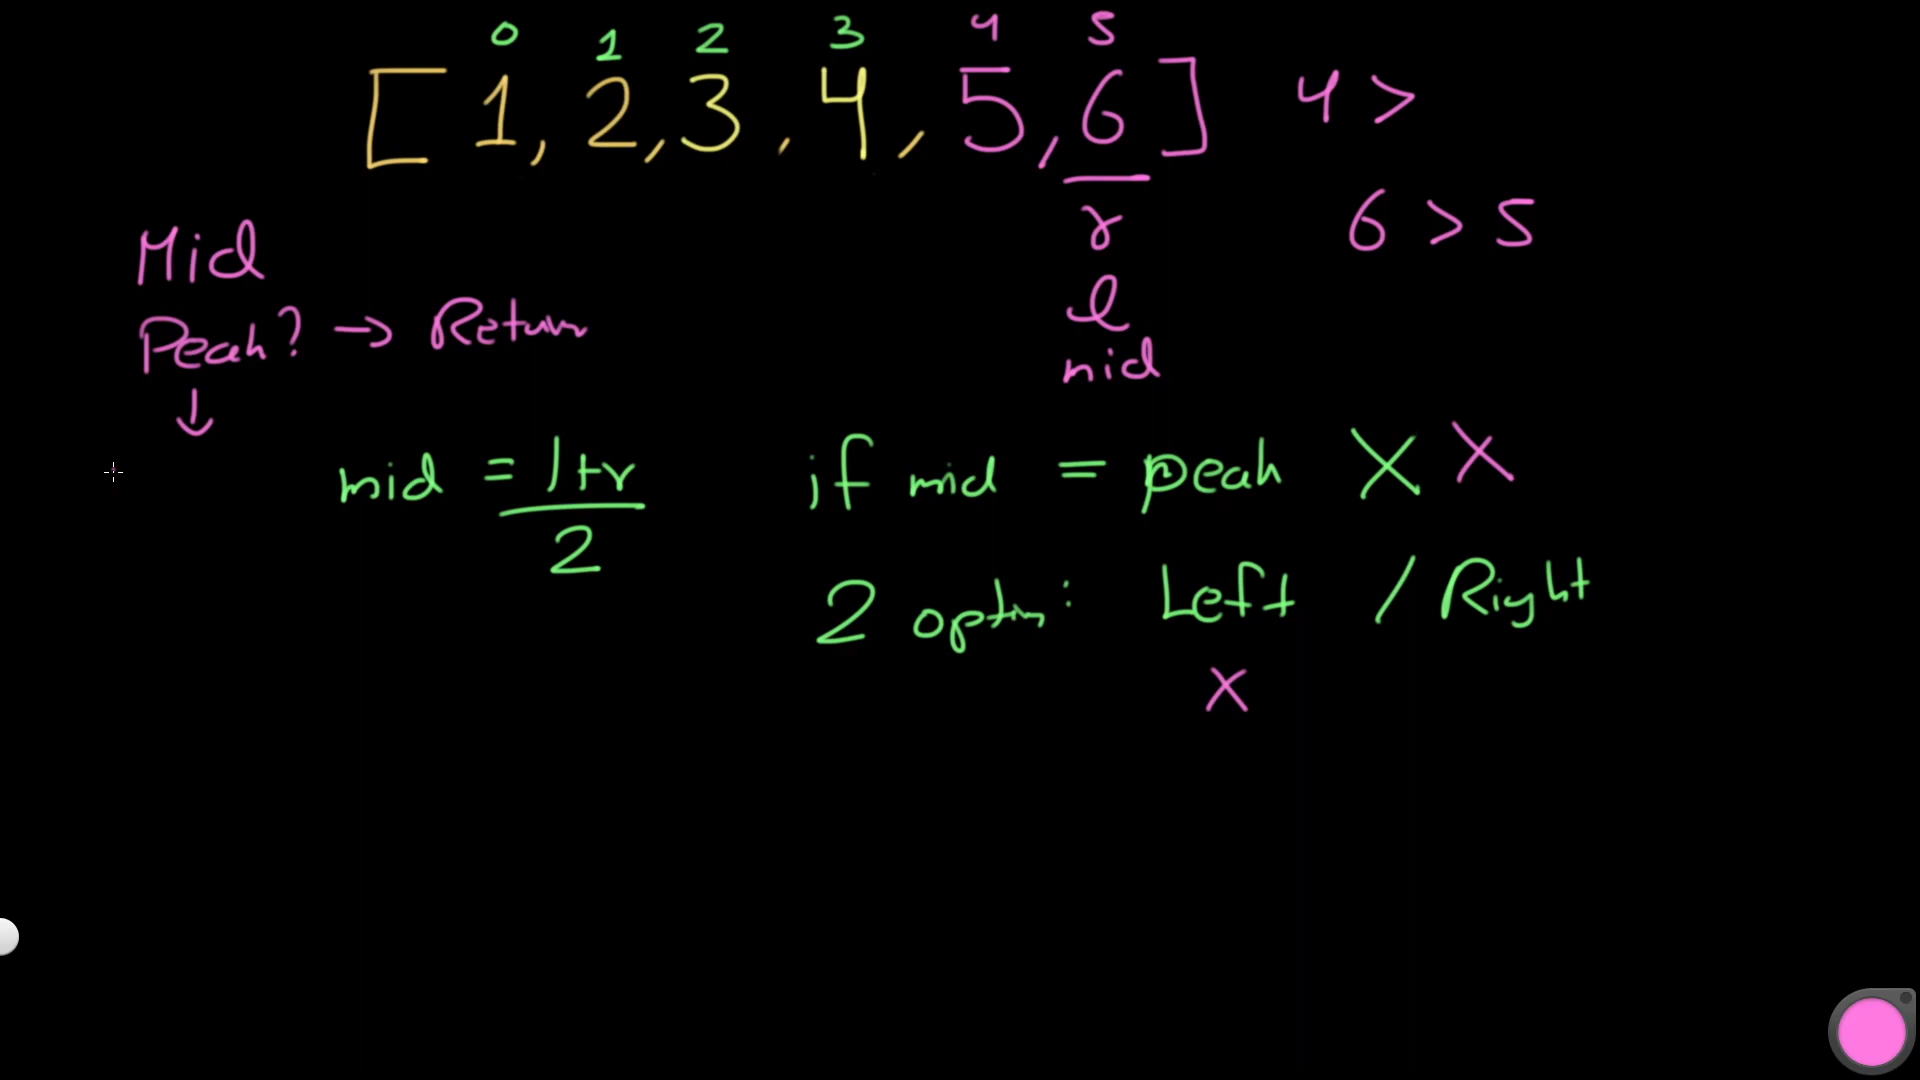 0 1 2 3 4 5
[ 1, 2, 3, 4, 5, 6 ] 4 >
r 6 > 5
l
mid
Mid
Peak? → Return
↓
mid = l+r
2
if mid = peak X X
2 optin: Left / Right
X